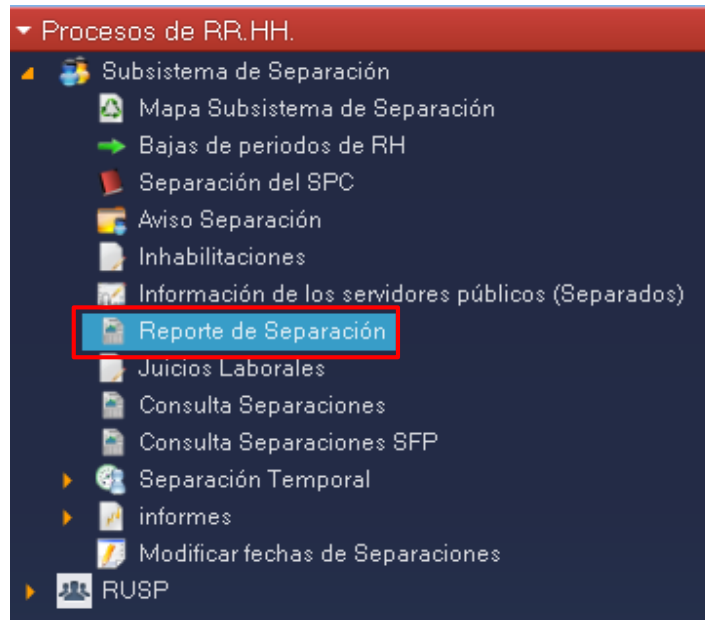 Procesos de RR.HH.
Subsistema de Separación
Mapa Subsistema de Separación
Bajas de periodos de RH
Separación del SPC
Aviso Separación
Inhabilitaciones
Información de los servidores públicos (Separados)
Reporte de Separación
Juicios Laborales
Consulta Separaciones
Consulta Separaciones SFP
Separación Temporal
informes
Modificar fechas de Separaciones
RUSP